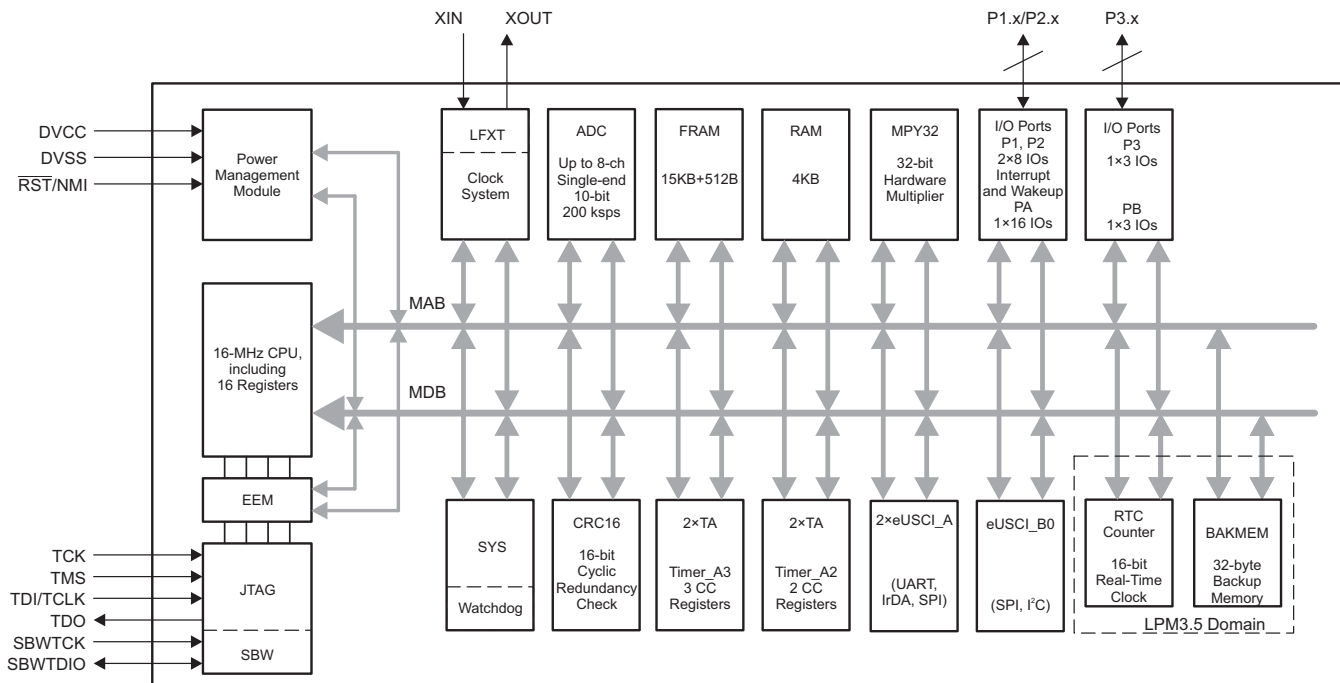 XIN
XOUT
P1.x/P2.x
P3.x
DVCC
DVSS
RST/NMI
Power
Management
Module
LFXT
Clock
System
ADC
Up to 8-ch
Single-end
10-bit
200 ksps
FRAM
15KB+512B
RAM
4KB
MPY32
32-bit
Hardware
Multiplier
I/O Ports
P1, P2
2×8 IOs
Interrupt
and Wakeup
PA
1×16 IOs
I/O Ports
P3
1×3 IOs
PB
1×3 IOs
MAB
16-MHz CPU,
including
16 Registers
MDB
EEM
TCK
TMS
TDI/TCLK
TDO
SBWTCK
SBWTDIO
JTAG
SBW
SYS
Watchdog
CRC16
16-bit
Cyclic
Redundancy
Check
2×TA
Timer_A3
3 CC
Registers
2×TA
Timer_A2
2 CC
Registers
2×eUSCI_A
(UART,
IrDA, SPI)
eUSCI_B0
(SPI, I²C)
RTC
Counter
16-bit
Real-Time
Clock
BAKMEM
32-byte
Backup
Memory
LPM3.5 Domain